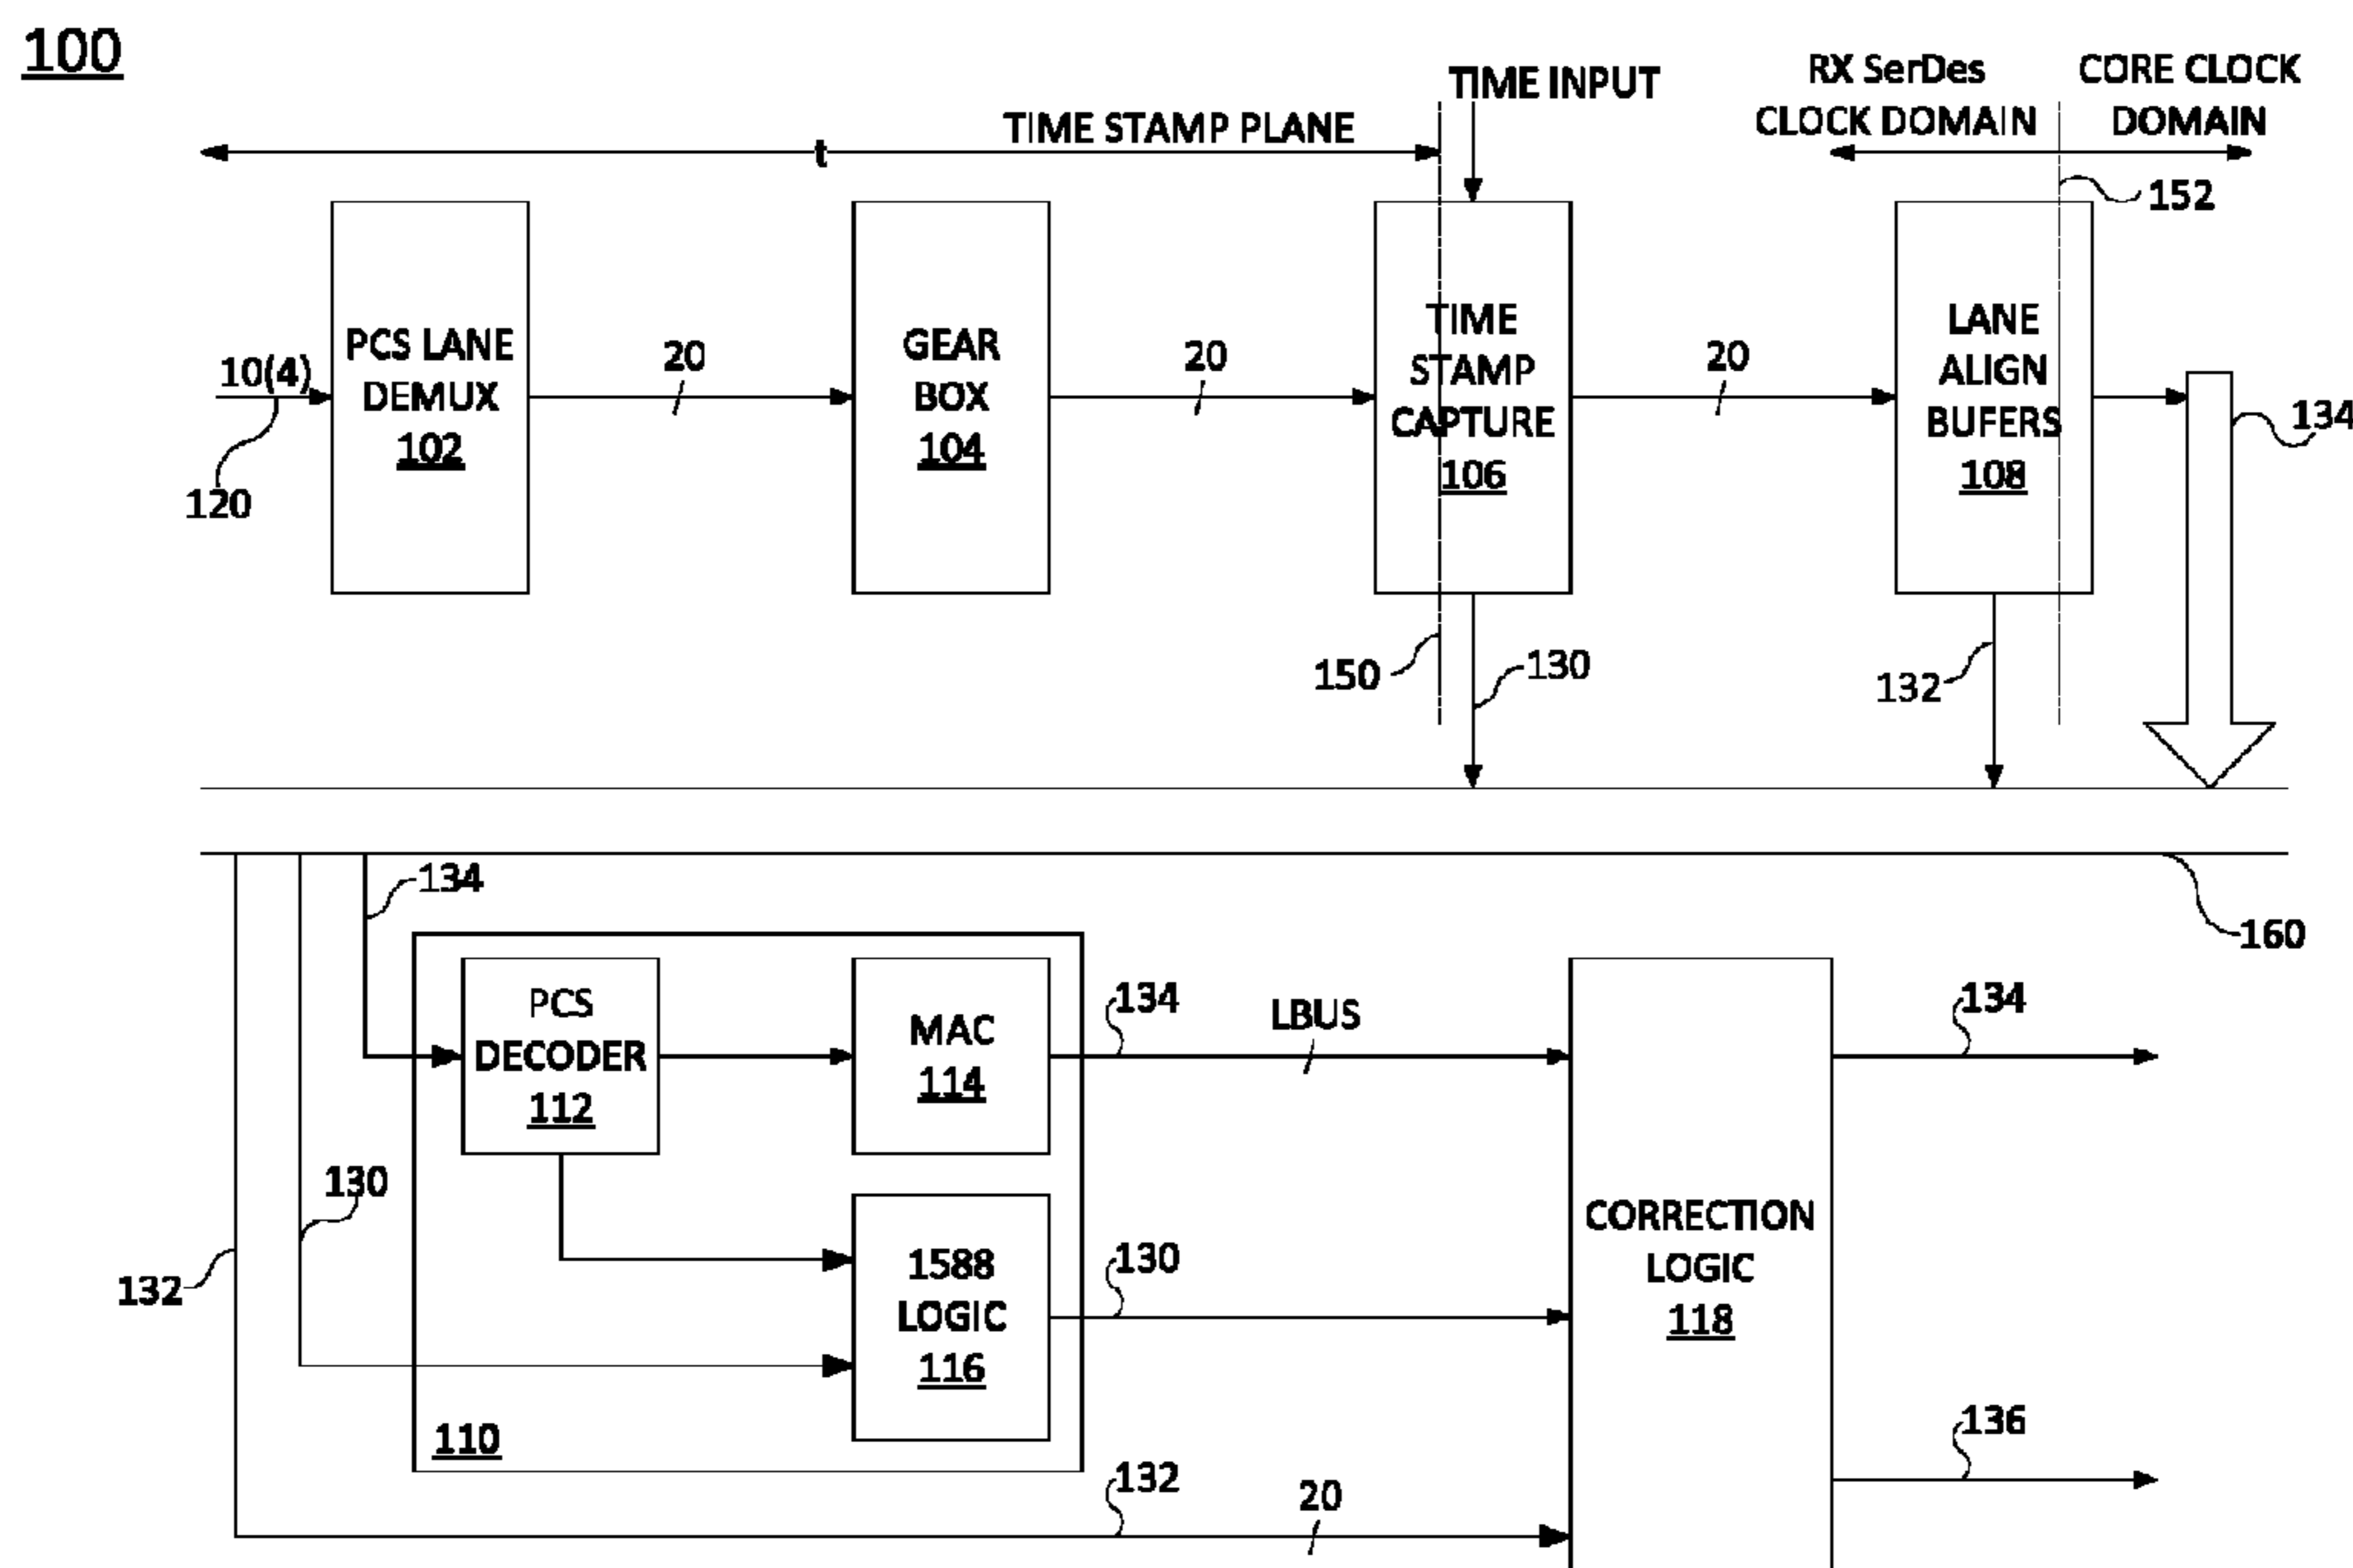 100
TIME INPUT
RX SerDes
CLOCK DOMAIN
CORE CLOCK
DOMAIN
TIME STAMP PLANE
t
152
10(4)
120
PCS LANE
DEMUX
102
20
GEAR
BOX
104
20
TIME
STAMP
CAPTURE
106
20
LANE
ALIGN
BUFERS
108
134
150
130
132
134
160
130
132
PCS
DECODER
112
MAC
114
134
LBUS
1588
LOGIC
116
130
110
132
20
CORRECTION
LOGIC
118
134
136